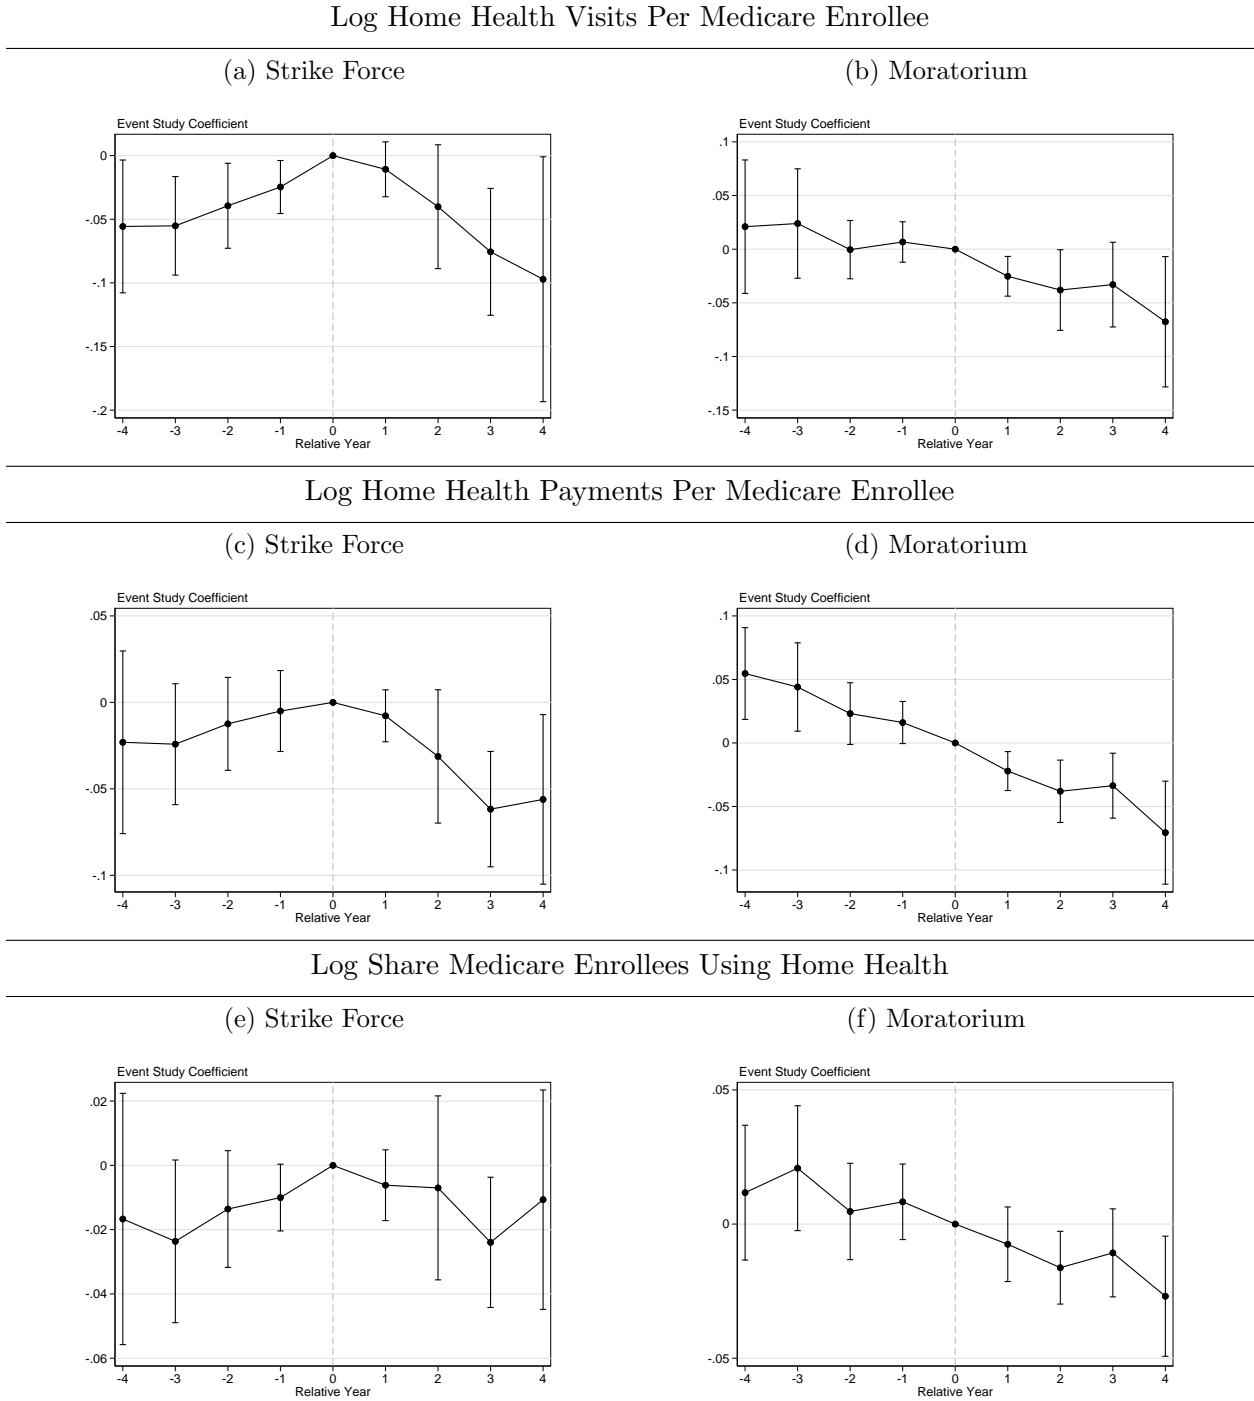 Log Home Health Visits Per Medicare Enrollee
(a) Strike Force
(b) Moratorium
Event Study Coefficient
0
-.05
-.1
-.15
-.2
-4 -3 -2 -1 0 1 2 3 4
Relative Year
Event Study Coefficient
.1
.05
0
-.05
-.1
-.15
-4 -3 -2 -1 0 1 2 3 4
Relative Year
Log Home Health Payments Per Medicare Enrollee
(c) Strike Force
(d) Moratorium
Event Study Coefficient
.05
0
-.05
-.1
-4 -3 -2 -1 0 1 2 3 4
Relative Year
Event Study Coefficient
.1
.05
0
-.05
-.1
-4 -3 -2 -1 0 1 2 3 4
Relative Year
Log Share Medicare Enrollees Using Home Health
(e) Strike Force
(f) Moratorium
Event Study Coefficient
.02
0
-.02
-.04
-.06
-4 -3 -2 -1 0 1 2 3 4
Relative Year
Event Study Coefficient
.05
0
-.05
-4 -3 -2 -1 0 1 2 3 4
Relative Year